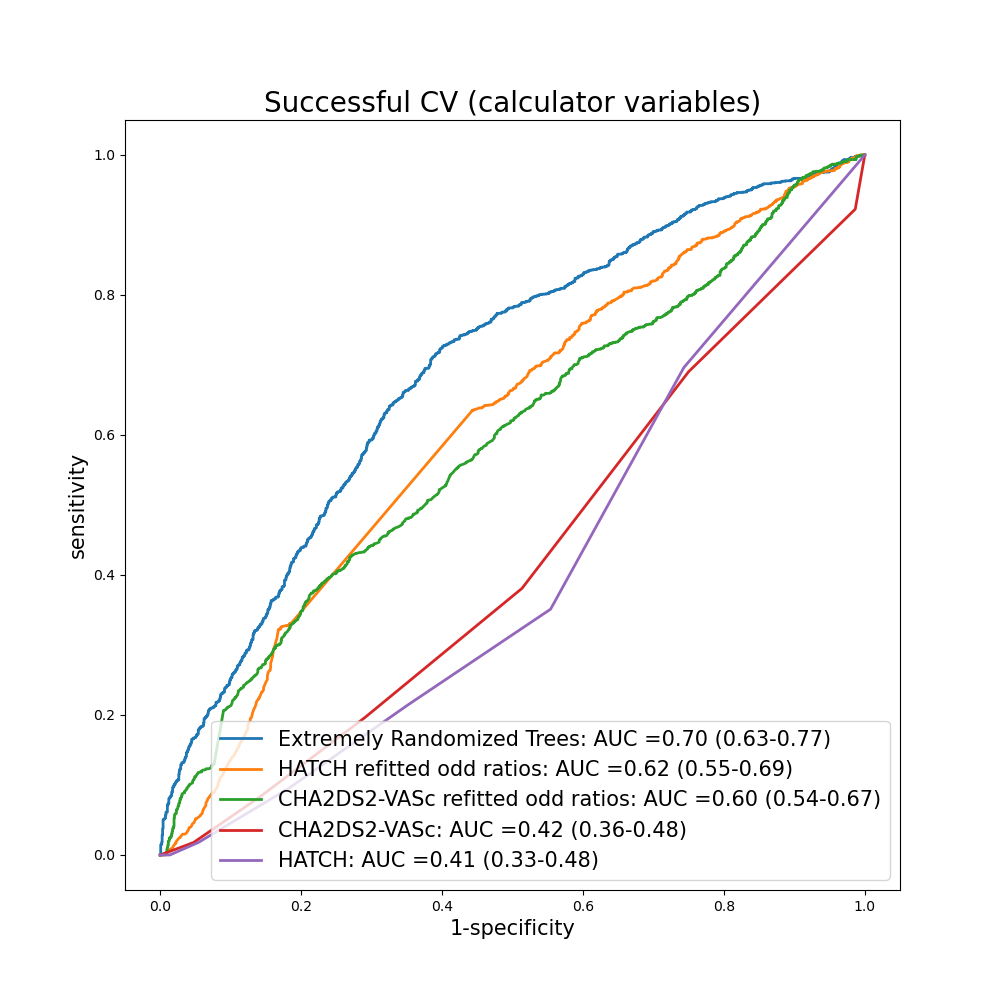 Successful CV (calculator variables)
1.0
0.8
0.6
0.4
0.2
0.0
sensitivity
Extremely Randomized Trees: AUC =0.70 (0.63-0.77)
HATCH refitted odd ratios: AUC =0.62 (0.55-0.69)
CHA2DS2-VASc refitted odd ratios: AUC =0.60 (0.54-0.67)
CHA2DS2-VASc: AUC =0.42 (0.36-0.48)
HATCH: AUC =0.41 (0.33-0.48)
0.0 0.2 0.4 0.6 0.8 1.0
1-specificity